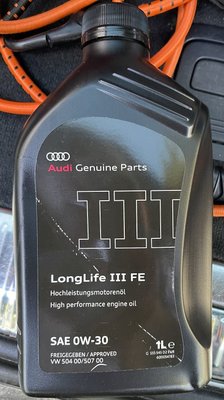 Audi Genuine Parts
III
LongLife III FE
Hochleistungsmotorenöl
High performance engine oil
SAE 0W-30
1L e
FREIGEGEBEN / APPROVED
VW 504 00/507 00